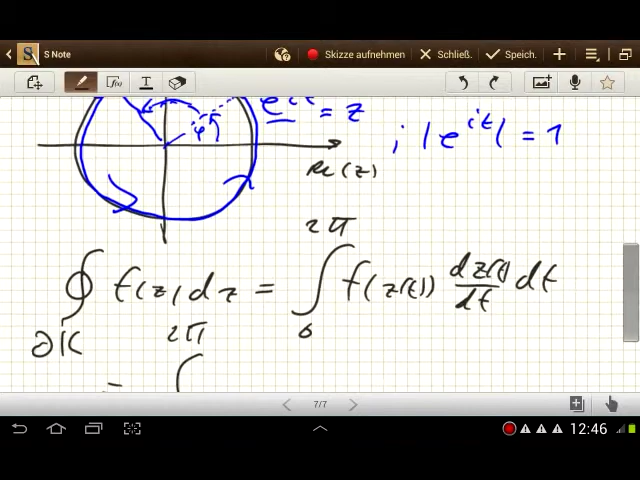 S Note
Skizze aufnehmen
Schließ.
Speich.
f(x)
T
e^{it} = z
φ
; |e^{it}| = 1
Re(z)
∮_{∂K} f(z) dz = ∫_0^{2π} f(z(t)) dz(t)/dt dt
= ∫^{2π}
7/7
12:46